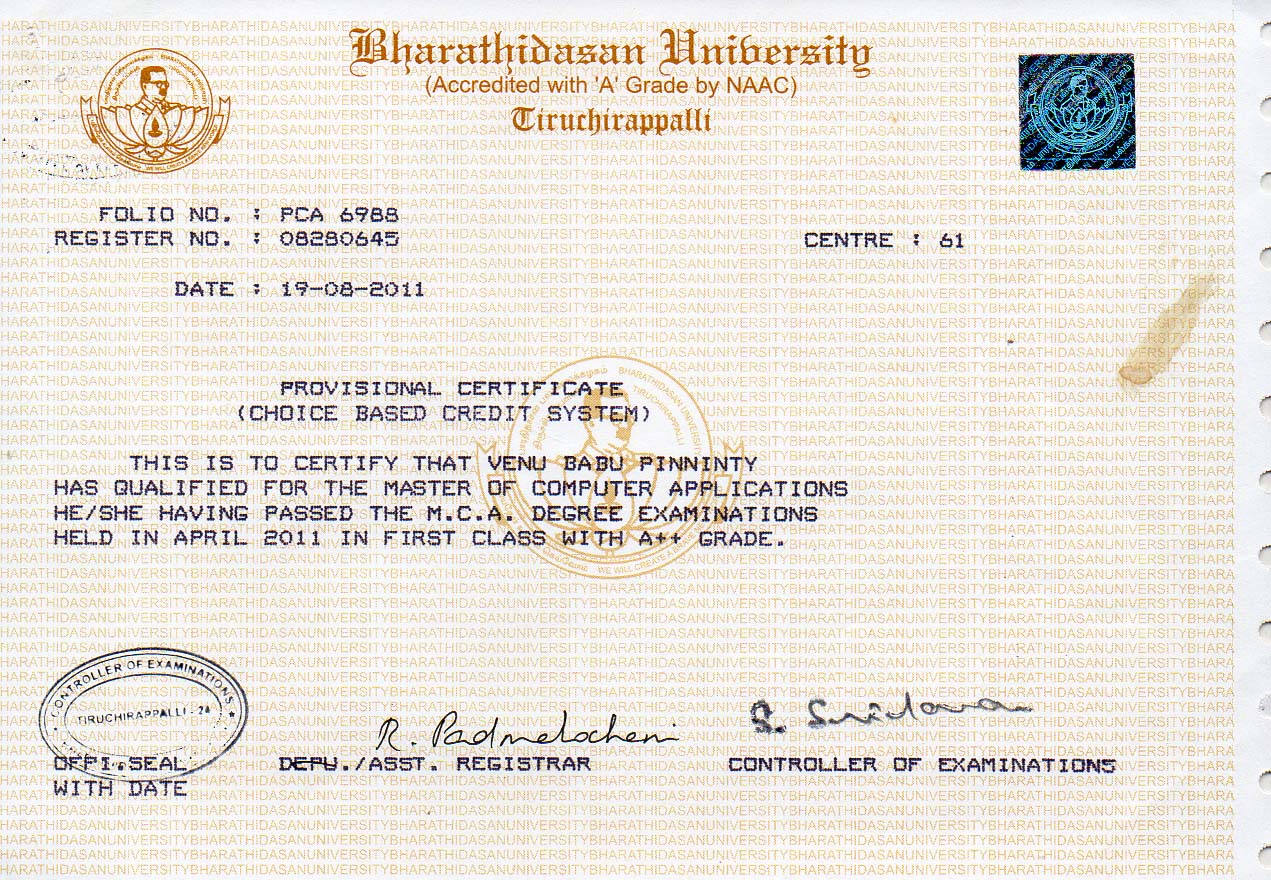 Bharathidasan University
(Accredited with 'A' Grade by NAAC)
Tiruchirappalli
FOLIO NO. : PCA 6988
REGISTER NO. : 08280645
CENTRE : 61
DATE : 19-08-2011
PROVISIONAL CERTIFICATE
(CHOICE BASED CREDIT SYSTEM)
THIS IS TO CERTIFY THAT VENU BABU PINNINTY
HAS QUALIFIED FOR THE MASTER OF COMPUTER APPLICATIONS
HE/SHE HAVING PASSED THE M.C.A. DEGREE EXAMINATIONS
HELD IN APRIL 2011 IN FIRST CLASS WITH A++ GRADE.
CONTROLLER OF EXAMINATIONS
TIRUCHIRAPPALLI - 24
R. Padmalochani
OFFI.SEAL
DEPU./ASST. REGISTRAR
CONTROLLER OF EXAMINATIONS
WITH DATE